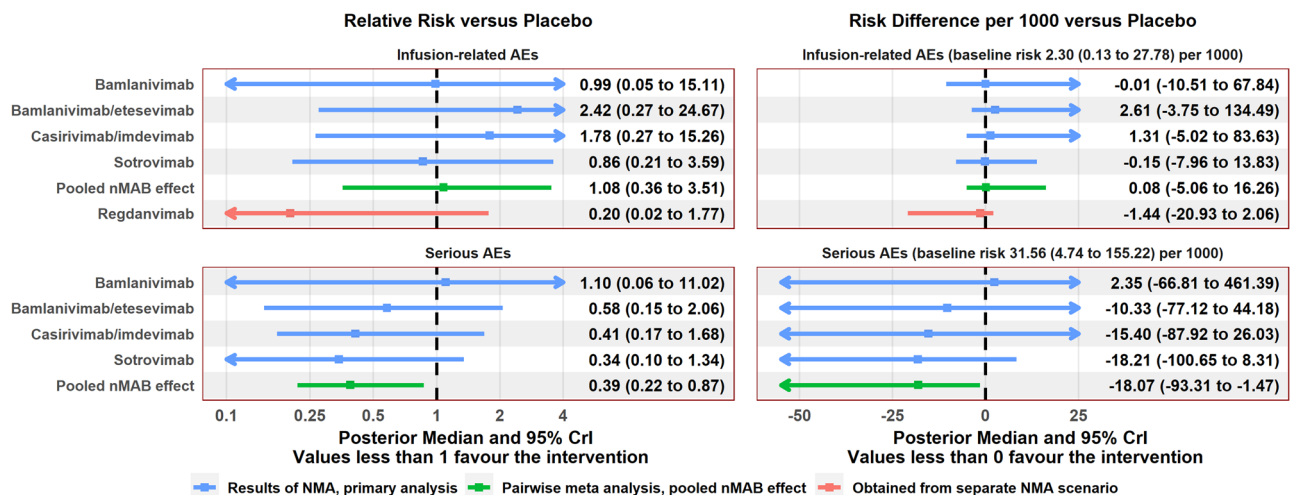 Relative Risk versus Placebo
Risk Difference per 1000 versus Placebo
Infusion-related AEs
Infusion-related AEs (baseline risk 2.30 (0.13 to 27.78) per 1000)
Bamlanivimab 0.99 (0.05 to 15.11) -0.01 (-10.51 to 67.84)
Bamlanivimab/etesevimab 2.42 (0.27 to 24.67) 2.61 (-3.75 to 134.49)
Casirivimab/imdevimab 1.78 (0.27 to 15.26) 1.31 (-5.02 to 83.63)
Sotrovimab 0.86 (0.21 to 3.59) -0.15 (-7.96 to 13.83)
Pooled nMAB effect 1.08 (0.36 to 3.51) 0.08 (-5.06 to 16.26)
Regdanvimab 0.20 (0.02 to 1.77) -1.44 (-20.93 to 2.06)
Serious AEs
Serious AEs (baseline risk 31.56 (4.74 to 155.22) per 1000)
Bamlanivimab 1.10 (0.06 to 11.02) 2.35 (-66.81 to 461.39)
Bamlanivimab/etesevimab 0.58 (0.15 to 2.06) -10.33 (-77.12 to 44.18)
Casirivimab/imdevimab 0.41 (0.17 to 1.68) -15.40 (-87.92 to 26.03)
Sotrovimab 0.34 (0.10 to 1.34) -18.21 (-100.65 to 8.31)
Pooled nMAB effect 0.39 (0.22 to 0.87) -18.07 (-93.31 to -1.47)
0.1 0.25 0.5 1 2 4
-50 0 25
Posterior Median and 95% CrI
Values less than 1 favour the intervention
Posterior Median and 95% CrI
Values less than 0 favour the intervention
Results of NMA, primary analysis Pairwise meta analysis, pooled nMAB effect Obtained from separate NMA scenario